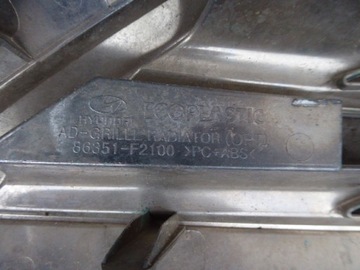 HYUNDAI ECOPLASTIC
AD-GRILLE RADIATOR
86351-F2100 >PC+ABS<